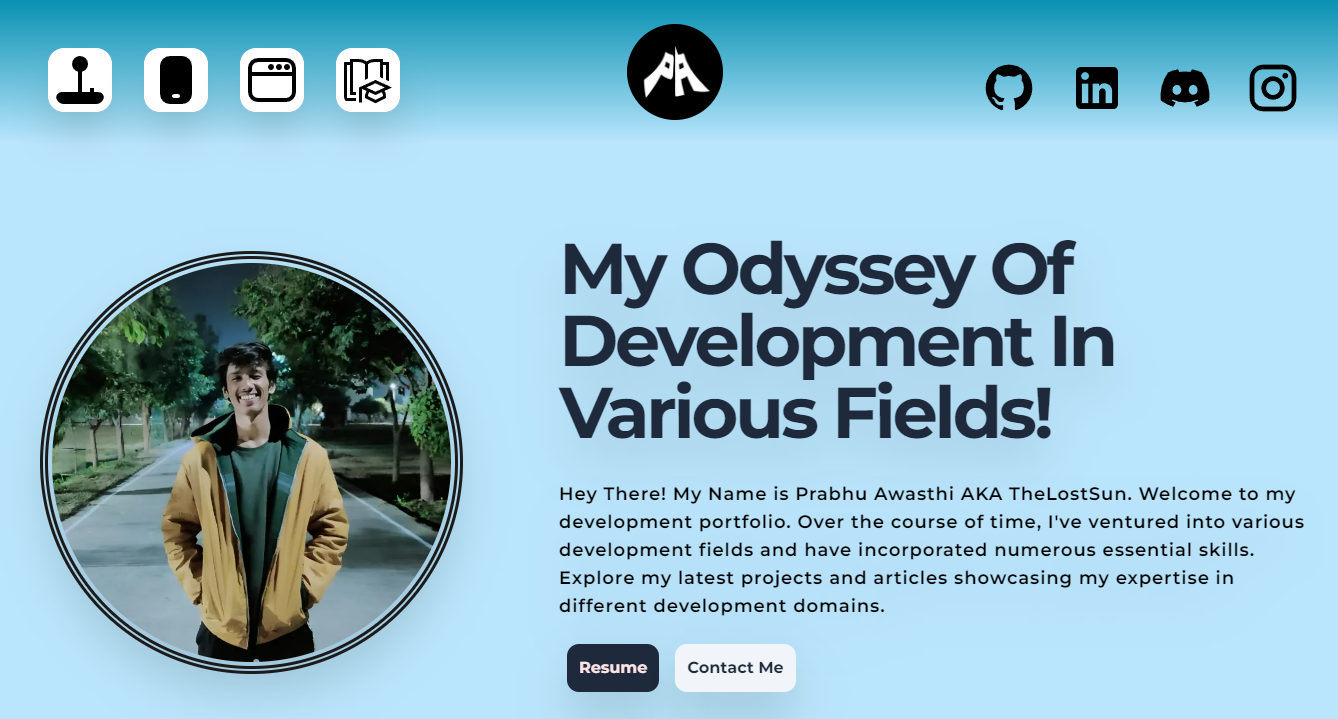 PA
My Odyssey Of
Development In
Various Fields!
Hey There! My Name is Prabhu Awasthi AKA TheLostSun. Welcome to my
development portfolio. Over the course of time, I've ventured into various
development fields and have incorporated numerous essential skills.
Explore my latest projects and articles showcasing my expertise in
different development domains.
Resume
Contact Me